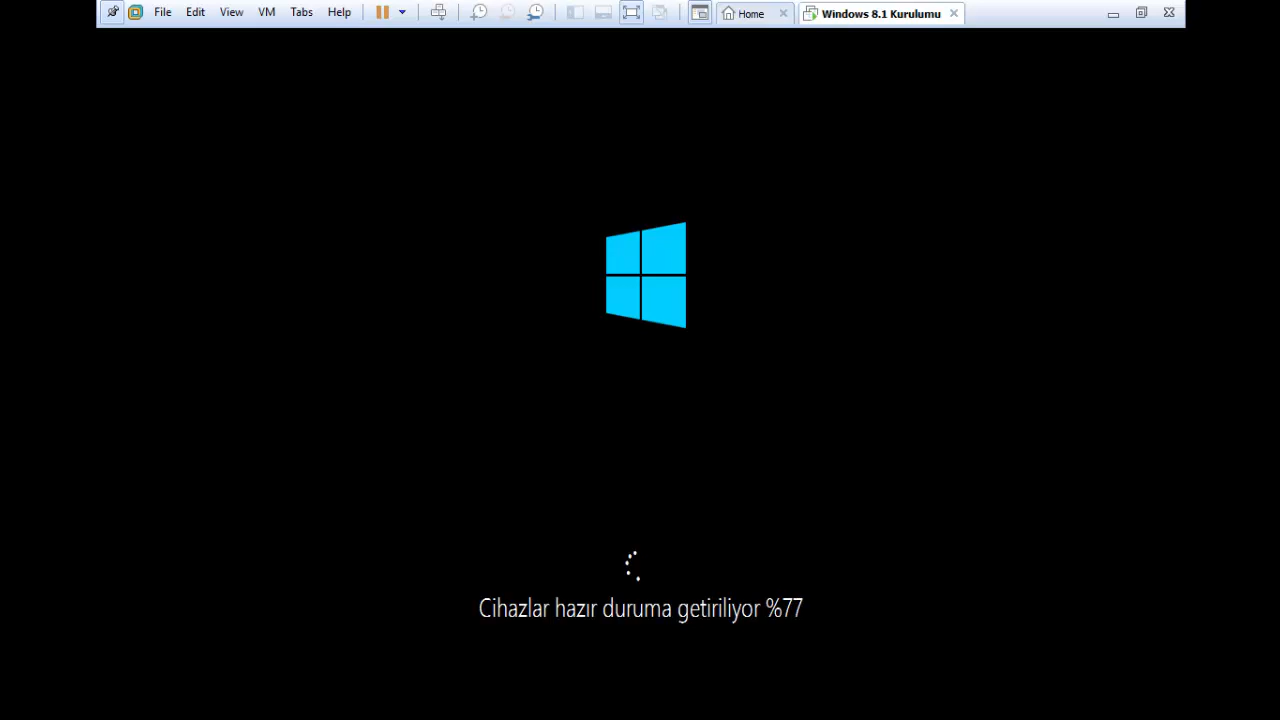 File Edit View VM Tabs Help Home Windows 8.1 Kurulumu
Cihazlar hazır duruma getiriliyor %77